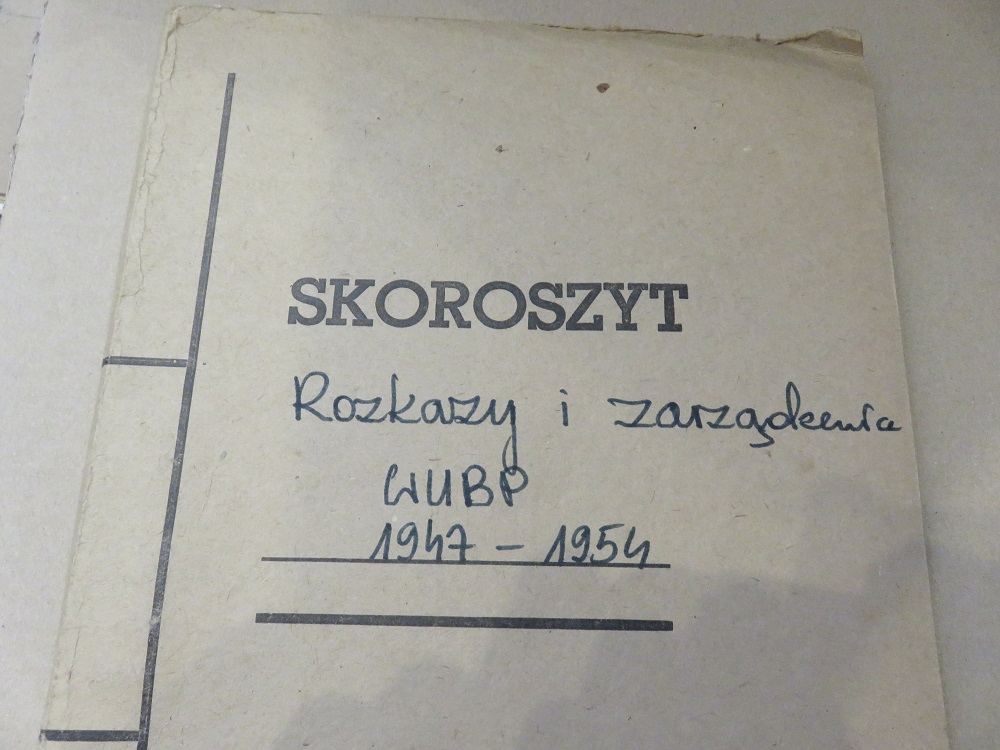 SKOROSZYT
Rozkazy i zarządzenia
WUBP
1947 - 1954